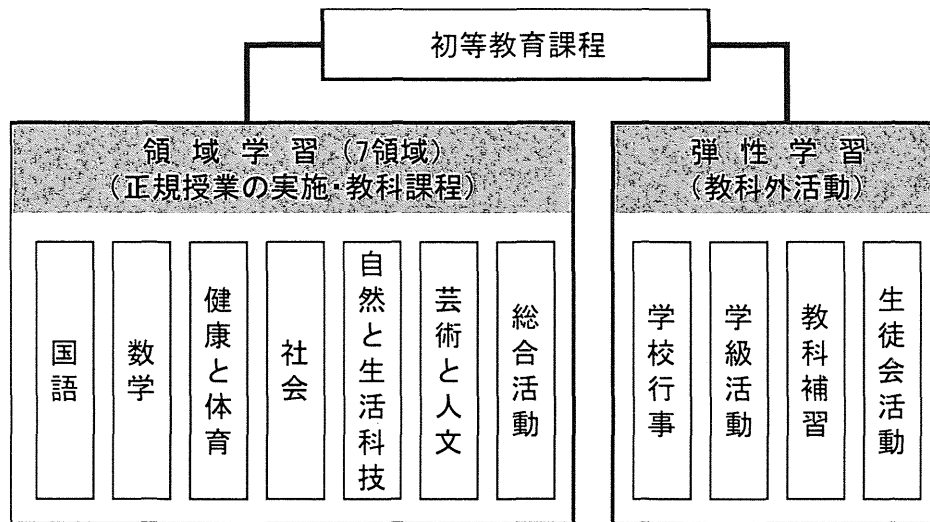 初等教育課程
領域学習(7領域)
(正規授業の実施・教科課程)
国語
数学
健康と体育
社会
自然と生活科技
芸術と人文
総合活動
弾性学習
(教科外活動)
学校行事
学級活動
教科補習
生徒会活動